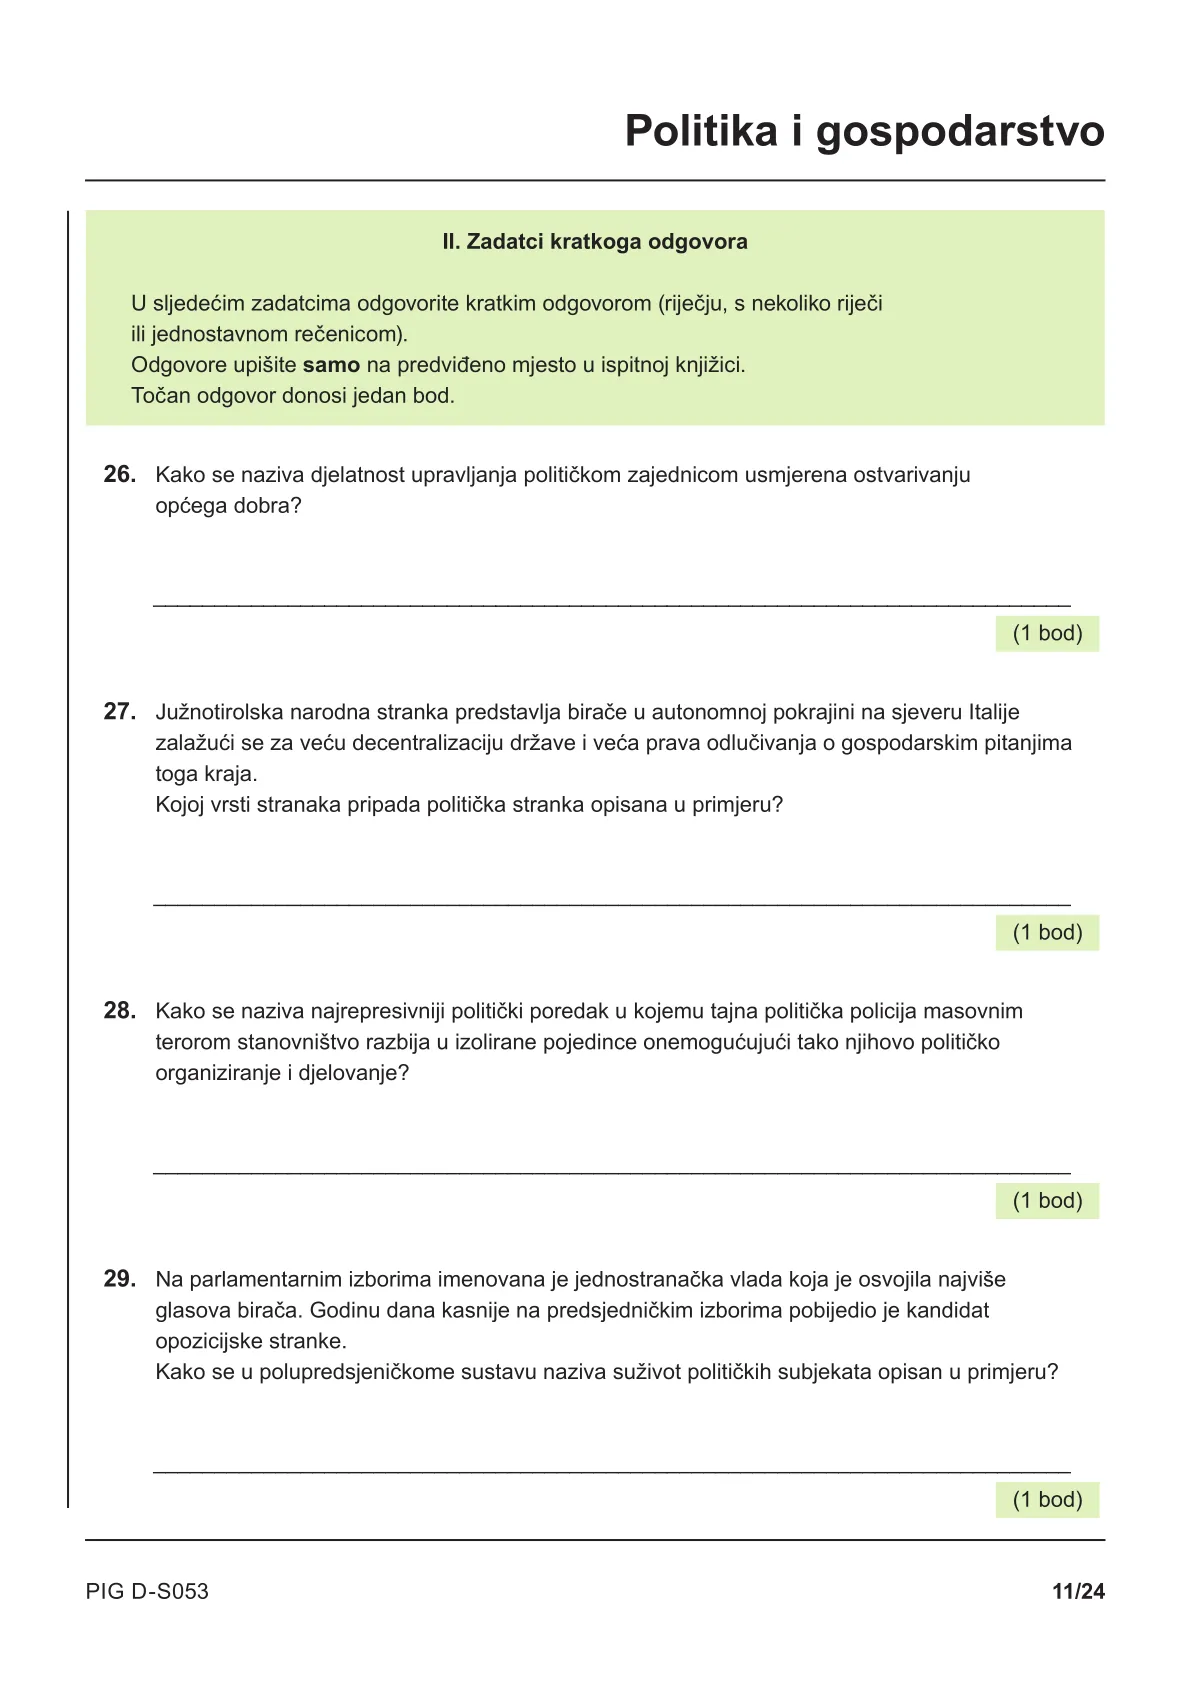 Politika i gospodarstvo
II. Zadatci kratkoga odgovora
U sljedećim zadatcima odgovorite kratkim odgovorom (riječju, s nekoliko riječi
ili jednostavnom rečenicom).
Odgovore upišite samo na predviđeno mjesto u ispitnoj knjižici.
Točan odgovor donosi jedan bod.
26. Kako se naziva djelatnost upravljanja političkom zajednicom usmjerena ostvarivanju
općega dobra?
(1 bod)
27. Južnotirolska narodna stranka predstavlja birače u autonomnoj pokrajini na sjeveru Italije
zalažući se za veću decentralizaciju države i veća prava odlučivanja o gospodarskim pitanjima
toga kraja.
Kojoj vrsti stranaka pripada politička stranka opisana u primjeru?
(1 bod)
28. Kako se naziva najrepresivniji politički poredak u kojemu tajna politička policija masovnim
terorom stanovništvo razbija u izolirane pojedince onemogućujući tako njihovo političko
organiziranje i djelovanje?
(1 bod)
29. Na parlamentarnim izborima imenovana je jednostranačka vlada koja je osvojila najviše
glasova birača. Godinu dana kasnije na predsjedničkim izborima pobijedio je kandidat
opozicijske stranke.
Kako se u polupredsjeničkome sustavu naziva suživot političkih subjekata opisan u primjeru?
(1 bod)
PIG D-S053
11/24